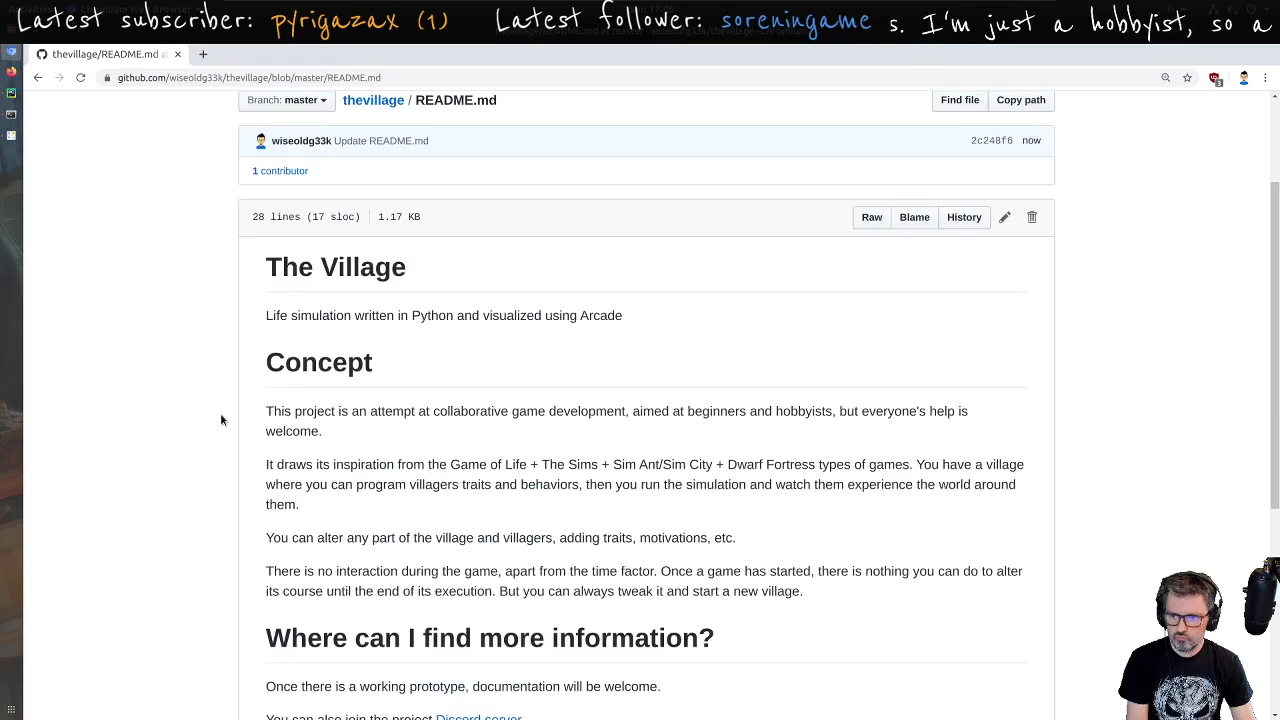 Latest subscriber: pyrigazax (1) Latest follower: soreningame s. I'm just a hobbyist, so a
thevillage/README.md a
github.com/wiseoldg33k/thevillage/blob/master/README.md
3
Branch: master thevillage / README.md Find file Copy path
wiseoldg33k Update README.md 2c248f6 now
1 contributor
28 lines (17 sloc) 1.17 KB Raw Blame History
The Village
Life simulation written in Python and visualized using Arcade
Concept
This project is an attempt at collaborative game development, aimed at beginners and hobbyists, but everyone's help is
welcome.
It draws its inspiration from the Game of Life + The Sims + Sim Ant/Sim City + Dwarf Fortress types of games. You have a village
where you can program villagers traits and behaviors, then you run the simulation and watch them experience the world around
them.
You can alter any part of the village and villagers, adding traits, motivations, etc.
There is no interaction during the game, apart from the time factor. Once a game has started, there is nothing you can do to alter
its course until the end of its execution. But you can always tweak it and start a new village.
Where can I find more information?
Once there is a working prototype, documentation will be welcome.
You can also join the project Discord server